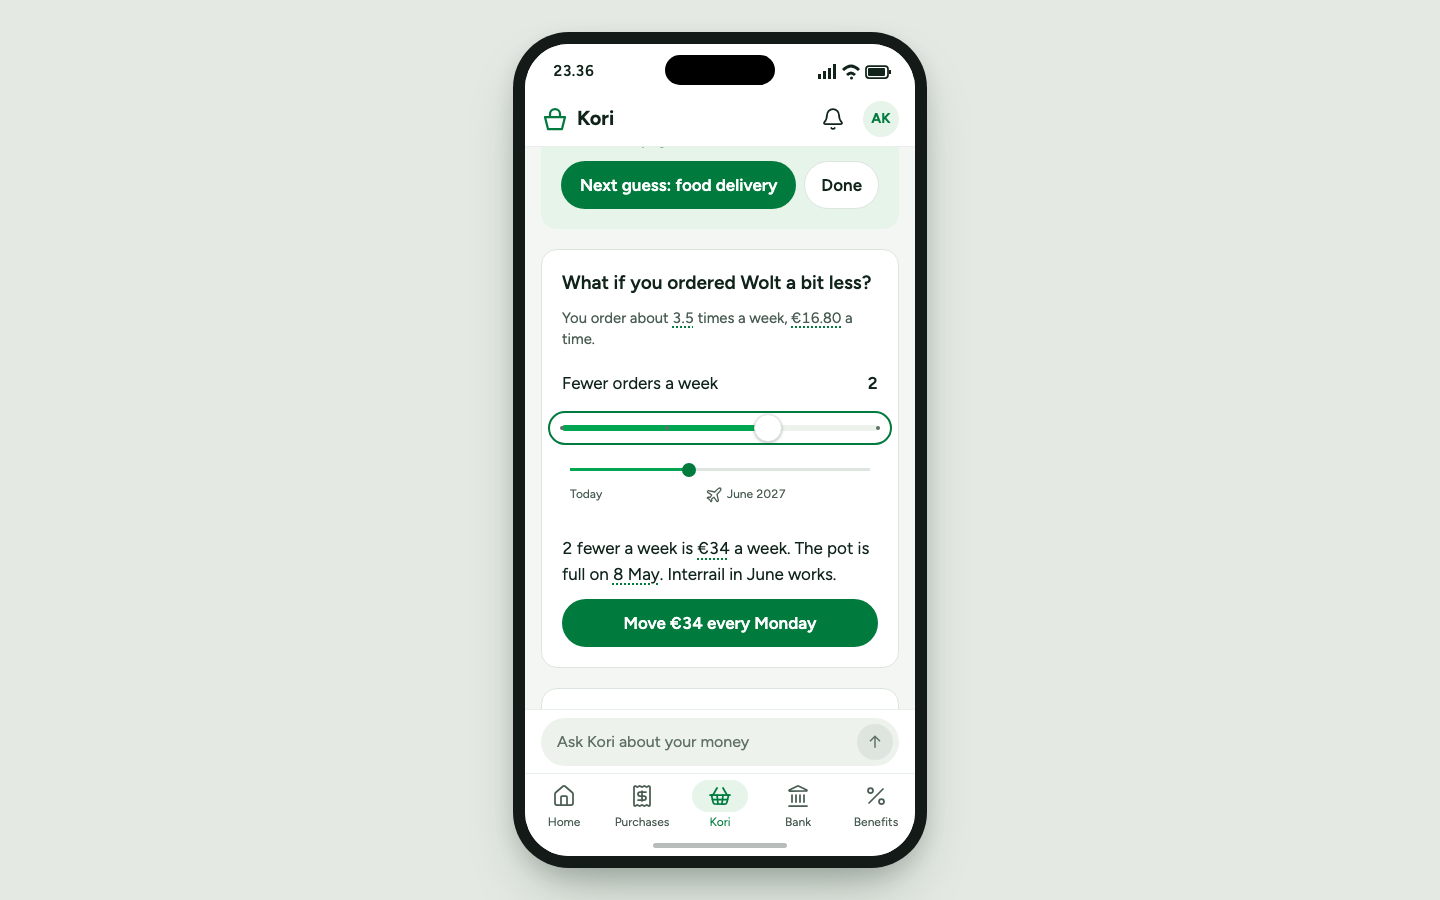 23.36
Kori
AK
Next guess: food delivery
Done
What if you ordered Wolt a bit less?
You order about 3.5 times a week, €16.80 a
time.
Fewer orders a week
2
Today
June 2027
2 fewer a week is €34 a week. The pot is
full on 8 May. Interrail in June works.
Move €34 every Monday
Ask Kori about your money
Home
Purchases
Kori
Bank
Benefits